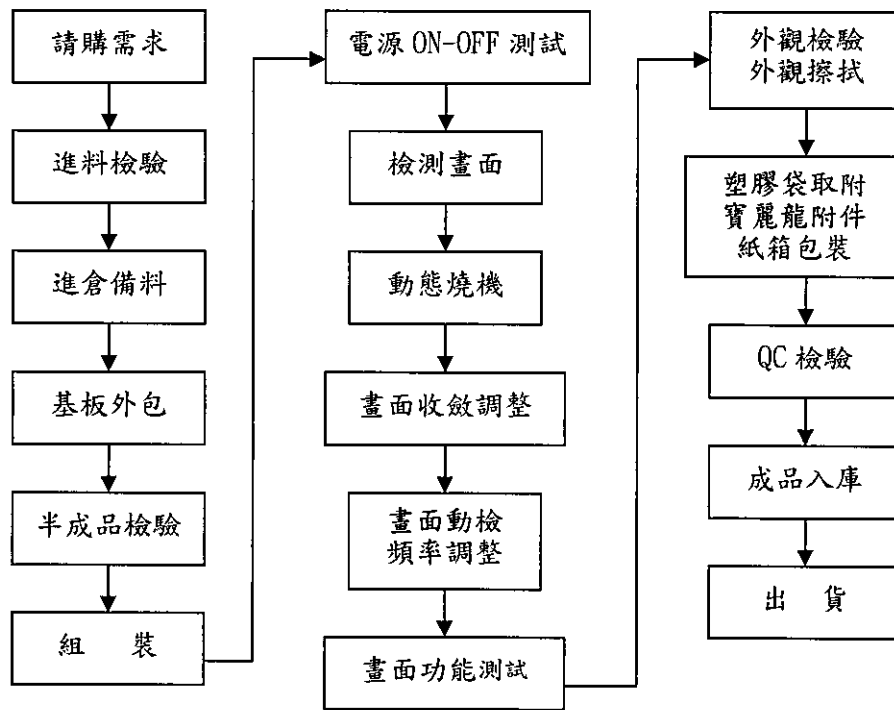 請購需求
進料檢驗
進倉備料
基板外包
半成品檢驗
組　裝
電源 ON-OFF 測試
檢測畫面
動態燒機
畫面收斂調整
畫面動檢
頻率調整
畫面功能測試
外觀檢驗
外觀擦拭
塑膠袋取附
寶麗龍附件
紙箱包裝
QC 檢驗
成品入庫
出　貨